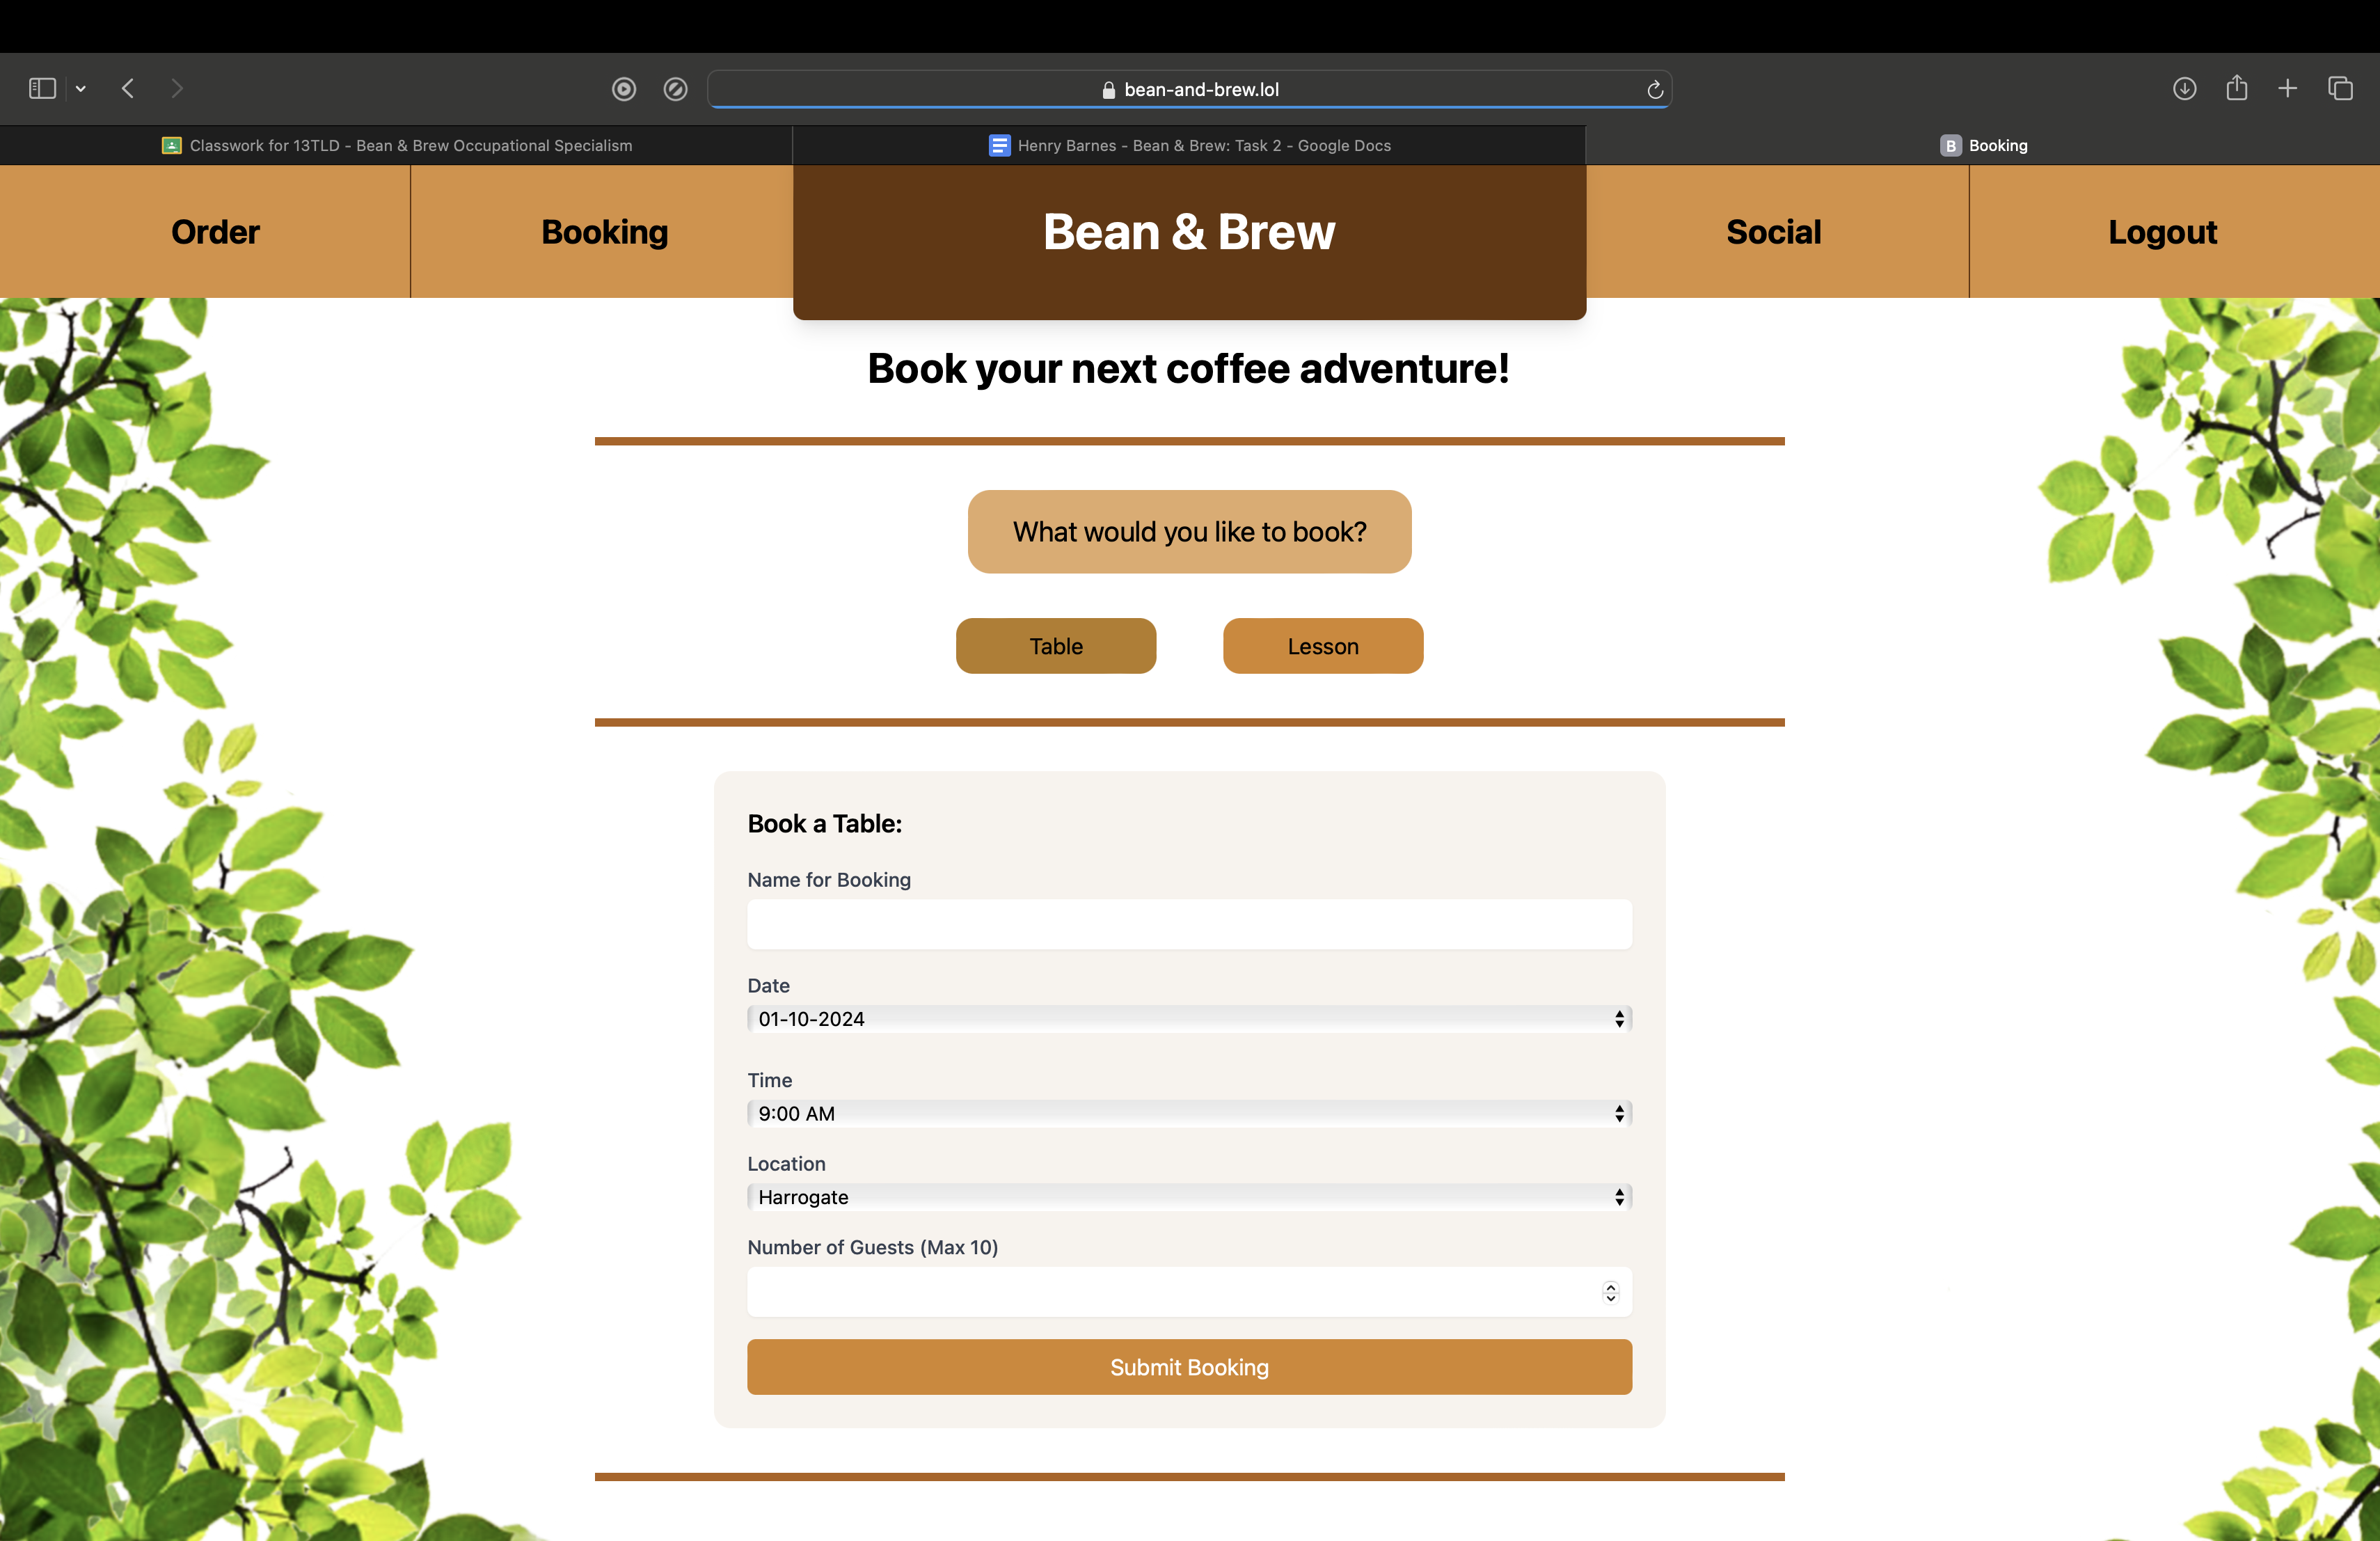 bean-and-brew.lol
Classwork for 13TLD - Bean & Brew Occupational Specialism
Henry Barnes - Bean & Brew: Task 2 - Google Docs
B Booking
Order
Booking
Bean & Brew
Social
Logout
Book your next coffee adventure!
What would you like to book?
Table
Lesson
Book a Table:
Name for Booking
Date
01-10-2024
Time
9:00 AM
Location
Harrogate
Number of Guests (Max 10)
Submit Booking